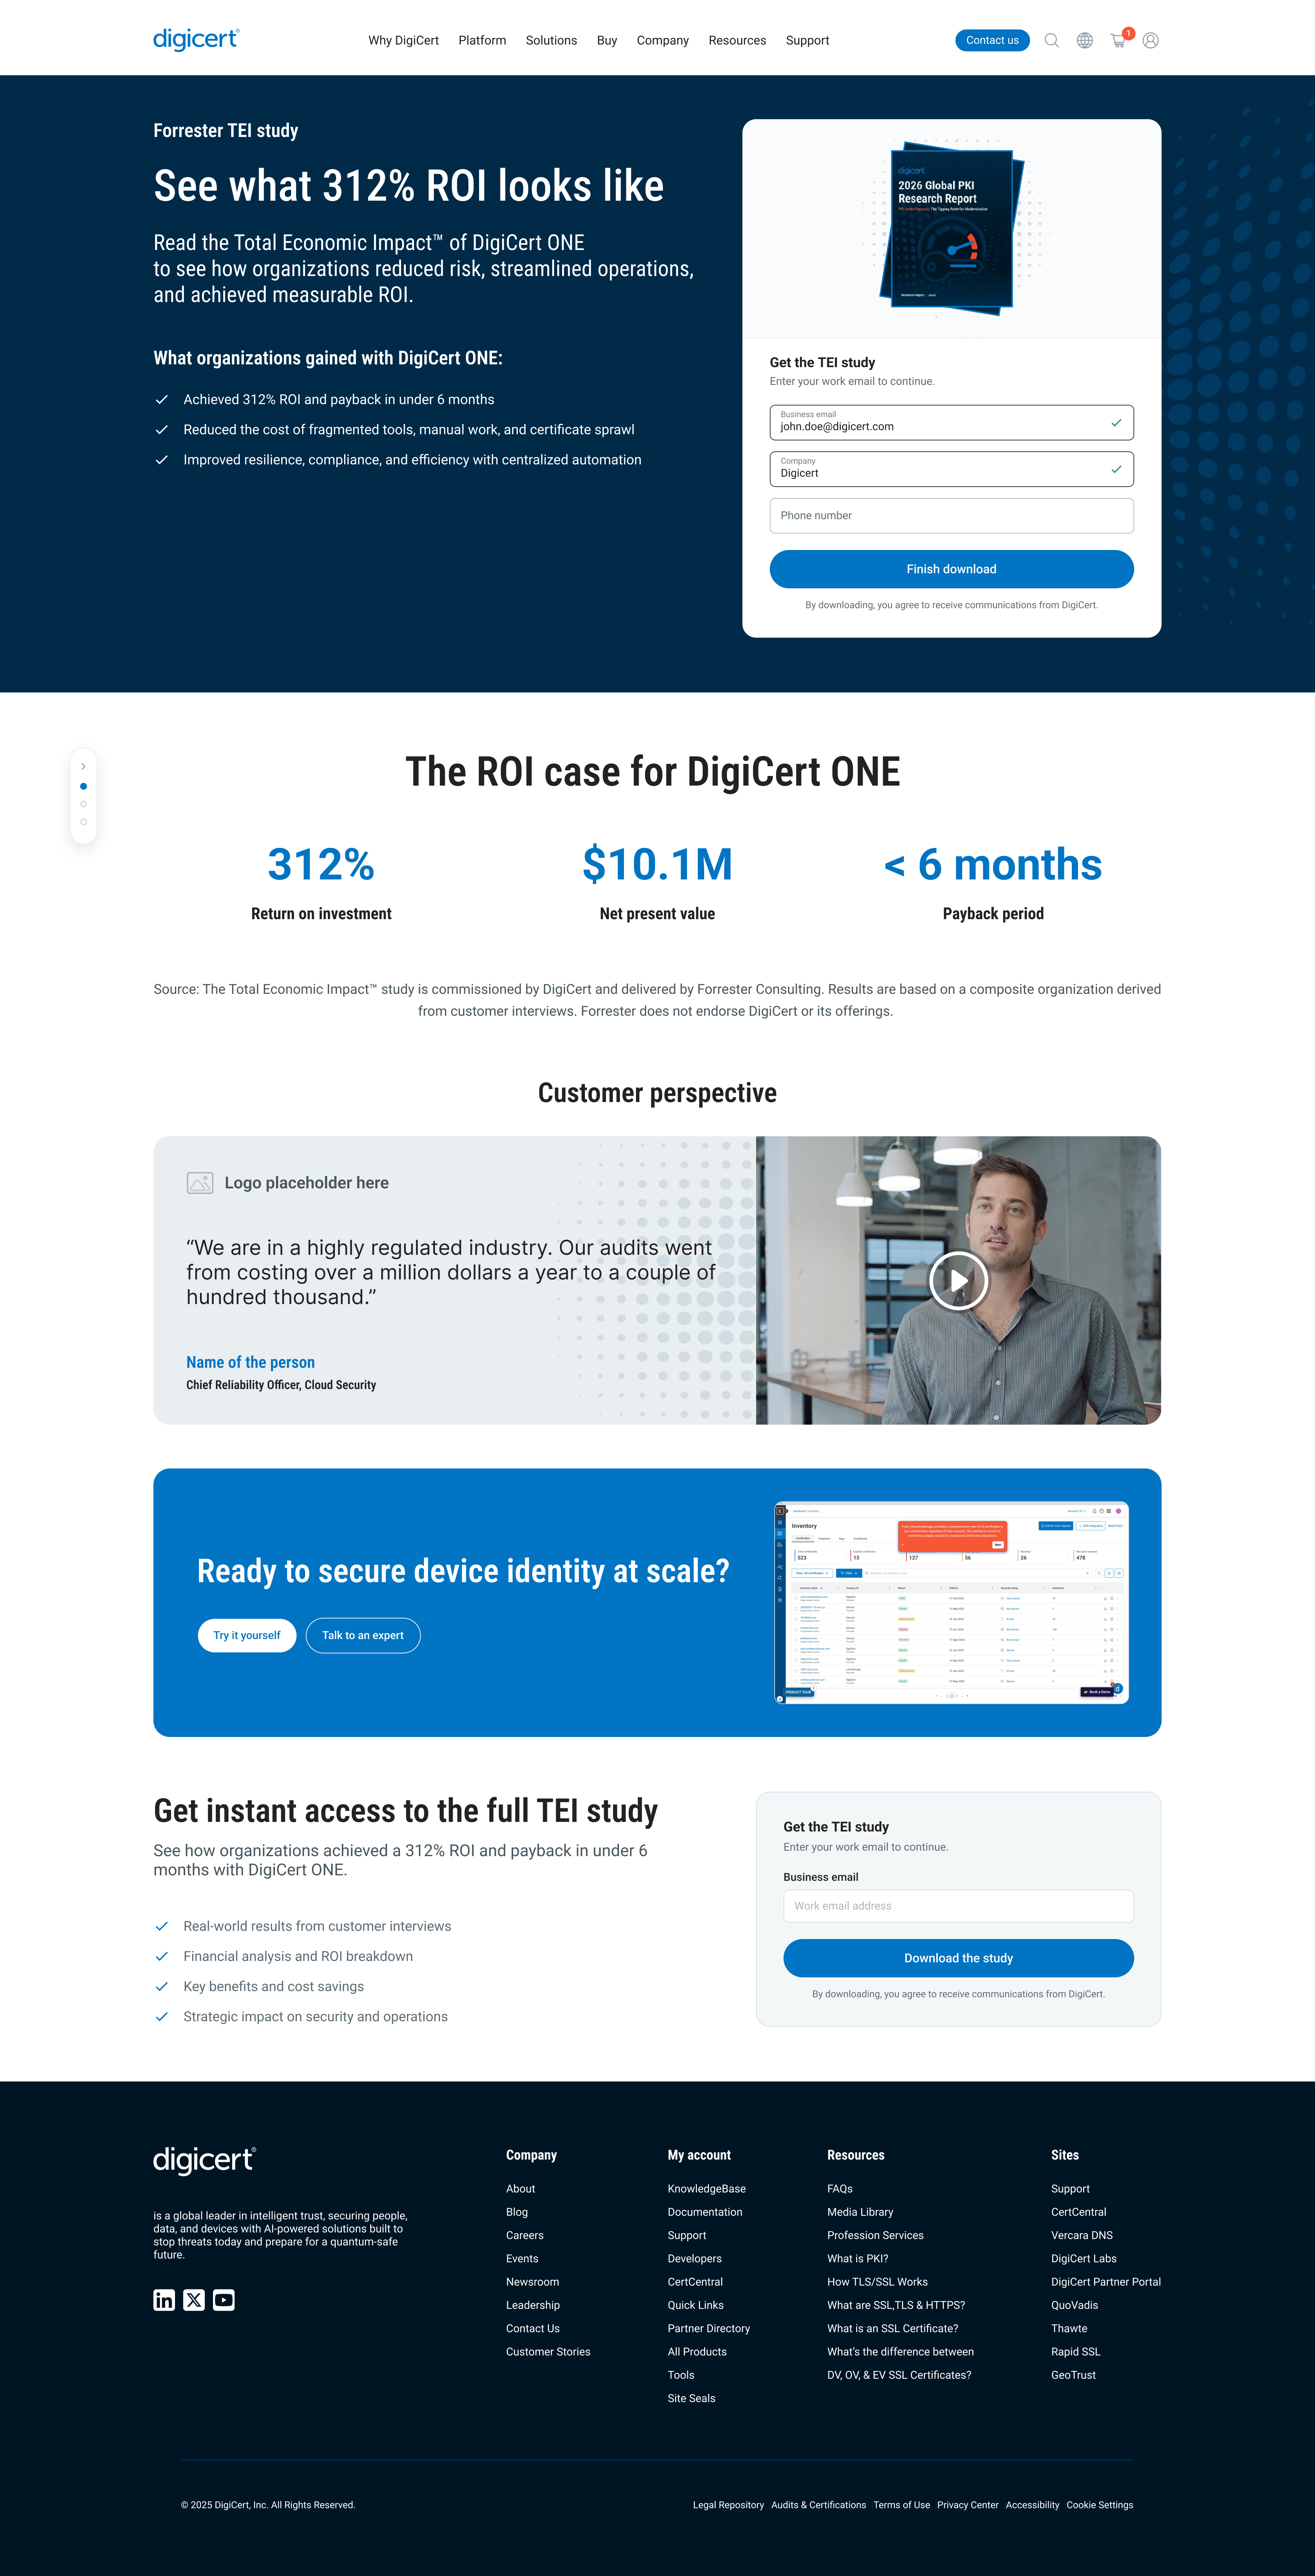 digicert®
Why DigiCert Platform Solutions Buy Company Resources Support
Contact us
1
Forrester TEI study
See what 312% ROI looks like
Read the Total Economic Impact™ of DigiCert ONE
to see how organizations reduced risk, streamlined operations,
and achieved measurable ROI.
What organizations gained with DigiCert ONE:
Achieved 312% ROI and payback in under 6 months
Reduced the cost of fragmented tools, manual work, and certificate sprawl
Improved resilience, compliance, and efficiency with centralized automation
digicert
2026 Global PKI
Research Report
The Tipping Point for Modernization
Get the TEI study
Enter your work email to continue.
Business email
john.doe@digicert.com
Company
Digicert
Phone number
Finish download
By downloading, you agree to receive communications from DigiCert.
The ROI case for DigiCert ONE
312%
Return on investment
$10.1M
Net present value
< 6 months
Payback period
Source: The Total Economic Impact™ study is commissioned by DigiCert and delivered by Forrester Consulting. Results are based on a composite organization derived
from customer interviews. Forrester does not endorse DigiCert or its offerings.
Customer perspective
Logo placeholder here
“We are in a highly regulated industry. Our audits went
from costing over a million dollars a year to a couple of
hundred thousand.”
Name of the person
Chief Reliability Officer, Cloud Security
Ready to secure device identity at scale?
Try it yourself
Talk to an expert
Inventory
523
13
127
56
26
478
PRODUCT TOUR
Book a Demo
Get instant access to the full TEI study
See how organizations achieved a 312% ROI and payback in under 6
months with DigiCert ONE.
Real-world results from customer interviews
Financial analysis and ROI breakdown
Key benefits and cost savings
Strategic impact on security and operations
Get the TEI study
Enter your work email to continue.
Business email
Work email address
Download the study
By downloading, you agree to receive communications from DigiCert.
digicert®
is a global leader in intelligent trust, securing people,
data, and devices with AI-powered solutions built to
stop threats today and prepare for a quantum-safe
future.
Company
About
Blog
Careers
Events
Newsroom
Leadership
Contact Us
Customer Stories
My account
KnowledgeBase
Documentation
Support
Developers
CertCentral
Quick Links
Partner Directory
All Products
Tools
Site Seals
Resources
FAQs
Media Library
Profession Services
What is PKI?
How TLS/SSL Works
What are SSL,TLS & HTTPS?
What is an SSL Certificate?
What's the difference between
DV, OV, & EV SSL Certificates?
Sites
Support
CertCentral
Vercara DNS
DigiCert Labs
DigiCert Partner Portal
QuoVadis
Thawte
Rapid SSL
GeoTrust
© 2025 DigiCert, Inc. All Rights Reserved.
Legal Repository Audits & Certifications Terms of Use Privacy Center Accessibility Cookie Settings